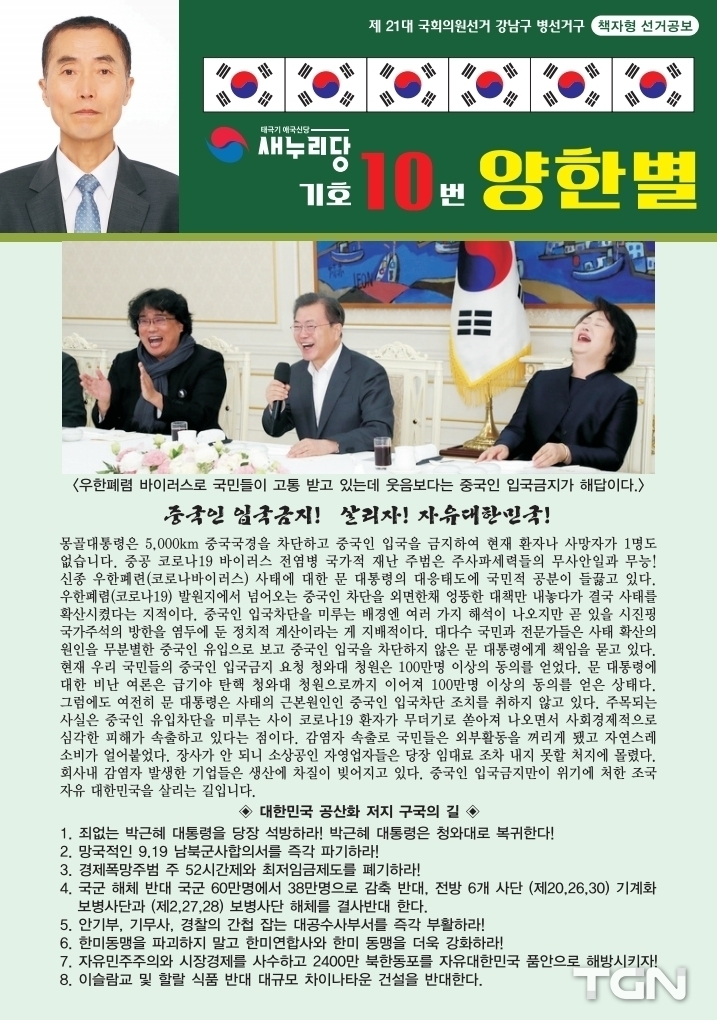 제 21대 국회의원선거 강남구 병선거구 책자형 선거공보
태극기 애국신당
새누리당
기호 10번 양한별
JEON
〈우한폐렴 바이러스로 국민들이 고통 받고 있는데 웃음보다는 중국인 입국금지가 해답이다.〉
중국인 입국금지! 살리자! 자유대한민국!
몽골대통령은 5,000km 중국국경을 차단하고 중국인 입국을 금지하여 현재 환자나 사망자가 1명도
없습니다. 중공 코로나19 바이러스 전염병 국가적 재난 주범은 주사파세력들의 무사안일과 무능!
신종 우한폐련(코로나바이러스) 사태에 대한 문 대통령의 대응태도에 국민적 공분이 들끓고 있다.
우한폐렴(코로나19) 발원지에서 넘어오는 중국인 차단을 외면한채 엉뚱한 대책만 내놓다가 결국 사태를
확산시켰다는 지적이다. 중국인 입국차단을 미루는 배경엔 여러 가지 해석이 나오지만 곧 있을 시진핑
국가주석의 방한을 염두에 둔 정치적 계산이라는 게 지배적이다. 대다수 국민과 전문가들은 사태 확산의
원인을 무분별한 중국인 유입으로 보고 중국인 입국을 차단하지 않은 문 대통령에게 책임을 묻고 있다.
현재 우리 국민들의 중국인 입국금지 요청 청와대 청원은 100만명 이상의 동의를 얻었다. 문 대통령에
대한 비난 여론은 급기야 탄핵 청와대 청원으로까지 이어져 100만명 이상의 동의를 얻은 상태다.
그럼에도 여전히 문 대통령은 사태의 근본원인인 중국인 입국차단 조치를 취하지 않고 있다. 주목되는
사실은 중국인 유입차단을 미루는 사이 코로나19 환자가 무더기로 쏟아져 나오면서 사회경제적으로
심각한 피해가 속출하고 있다는 점이다. 감염자 속출로 국민들은 외부활동을 꺼리게 됐고 자연스레
소비가 얼어붙었다. 장사가 안 되니 소상공인 자영업자들은 당장 임대료 조차 내지 못할 처지에 몰렸다.
회사내 감염자 발생한 기업들은 생산에 차질이 빚어지고 있다. 중국인 입국금지만이 위기에 처한 조국
자유 대한민국을 살리는 길입니다.
◈ 대한민국 공산화 저지 구국의 길 ◈
1. 죄없는 박근혜 대통령을 당장 석방하라! 박근혜 대통령은 청와대로 복귀한다!
2. 망국적인 9.19 남북군사합의서를 즉각 파기하라!
3. 경제폭망주범 주 52시간제와 최저임금제도를 폐기하라!
4. 국군 해체 반대 국군 60만명에서 38만명으로 감축 반대, 전방 6개 사단 (제20,26,30) 기계화
보병사단과 (제2,27,28) 보병사단 해체를 결사반대 한다.
5. 안기부, 기무사, 경찰의 간첩 잡는 대공수사부서를 즉각 부활하라!
6. 한미동맹을 파괴하지 말고 한미연합사와 한미 동맹을 더욱 강화하라!
7. 자유민주주의와 시장경제를 사수하고 2400만 북한동포를 자유대한민국 품안으로 해방시키자!
8. 이슬람교 및 할랄 식품 반대 대규모 차이나타운 건설을 반대한다.
TGN